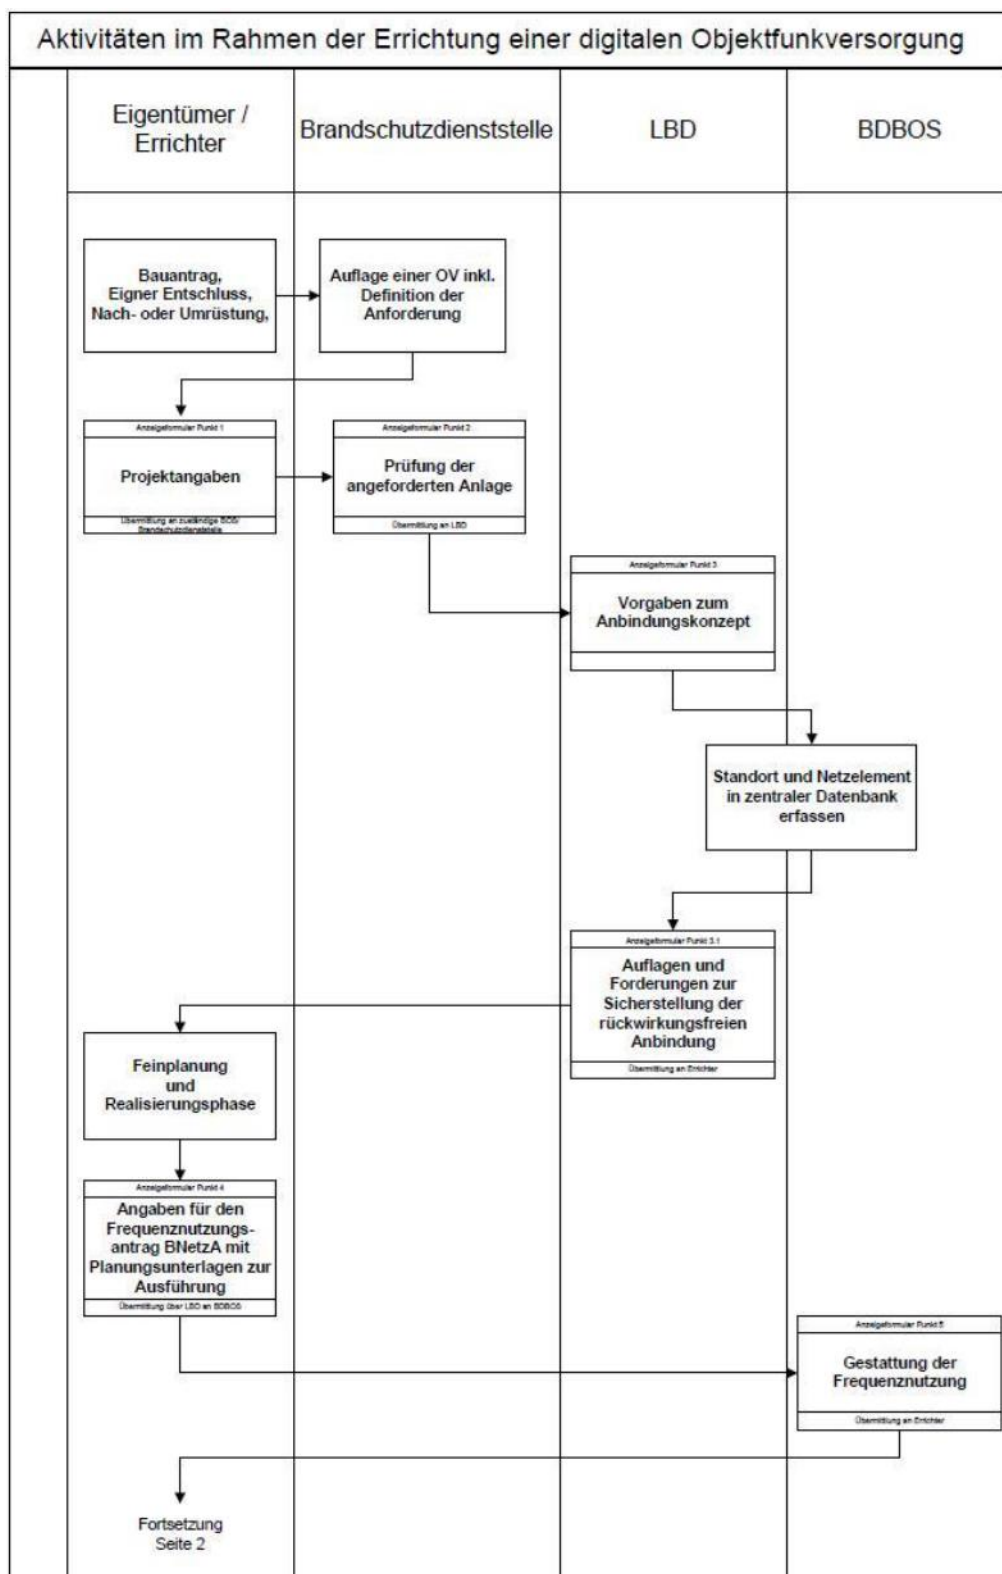 Aktivitäten im Rahmen der Errichtung einer digitalen Objektfunkversorgung
Eigentümer /
Errichter
Brandschutzdienststelle
LBD
BDBOS
Bauantrag,
Eigner Entschluss,
Nach- oder Umrüstung,
Auflage einer OV inkl.
Definition der
Anforderung
Anzeigeformular Punkt 1
Projektangaben
Übermittlung an zuständige BOS/
Brandschutzdienststelle
Anzeigeformular Punkt 2
Prüfung der
angeforderten Anlage
Übermittlung an LBD
Anzeigeformular Punkt 3
Vorgaben zum
Anbindungskonzept
Standort und Netzelement
in zentraler Datenbank
erfassen
Anzeigeformular Punkt 3.1
Auflagen und
Forderungen zur
Sicherstellung der
rückwirkungsfreien
Anbindung
Übermittlung an Errichter
Feinplanung
und
Realisierungsphase
Anzeigeformular Punkt 4
Angaben für den
Frequenznutzungs-
antrag BNetzA mit
Planungsunterlagen zur
Ausführung
Übermittlung über LBD an BDBOS
Anzeigeformular Punkt 5
Gestattung der
Frequenznutzung
Übermittlung an Errichter
Fortsetzung
Seite 2